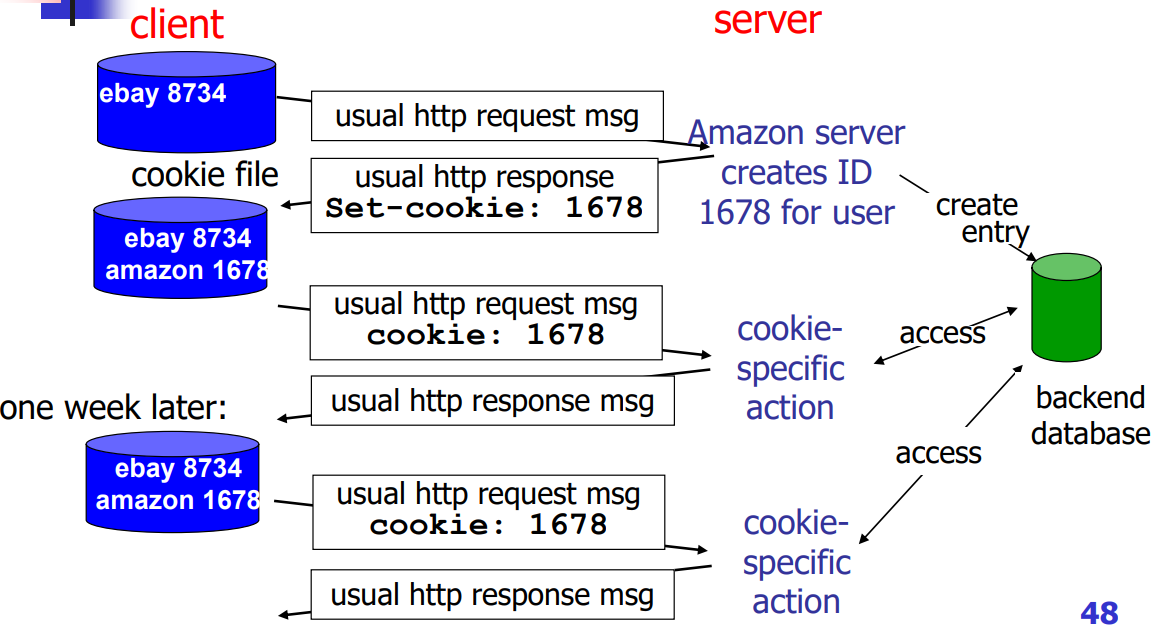 client
server
ebay 8734
usual http request msg
Amazon server
creates ID
1678 for user
cookie file
usual http response
Set-cookie: 1678
create
entry
ebay 8734
amazon 1678
usual http request msg
cookie: 1678
cookie-
specific
action
access
usual http response msg
one week later:
backend
database
access
ebay 8734
amazon 1678
usual http request msg
cookie: 1678
cookie-
specific
action
usual http response msg
48